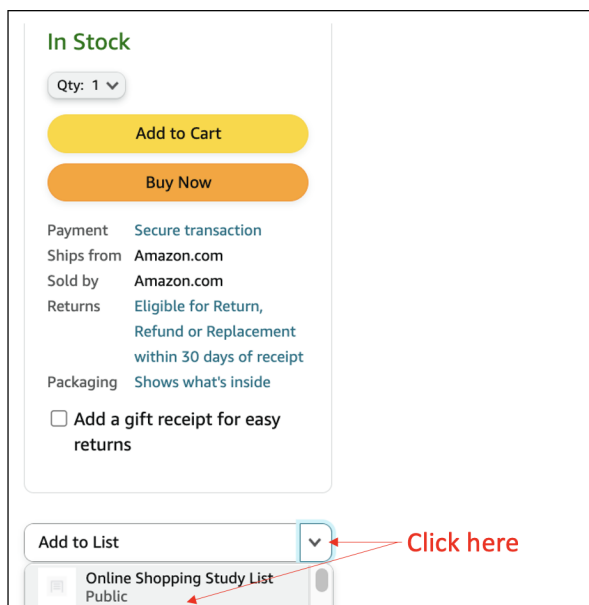 In Stock
Qty: 1
Add to Cart
Buy Now
Payment Secure transaction
Ships from Amazon.com
Sold by Amazon.com
Returns Eligible for Return,
Refund or Replacement
within 30 days of receipt
Packaging Shows what's inside
Add a gift receipt for easy
returns
Add to List
Click here
Online Shopping Study List
Public